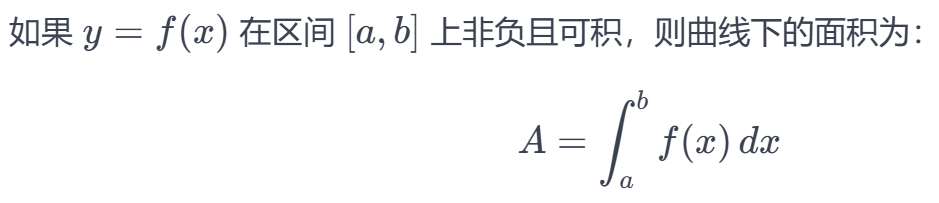 如果 y = f(x) 在区间 [a, b] 上非负且可积，则曲线下的面积为：
A = ∫_a^b f(x) dx